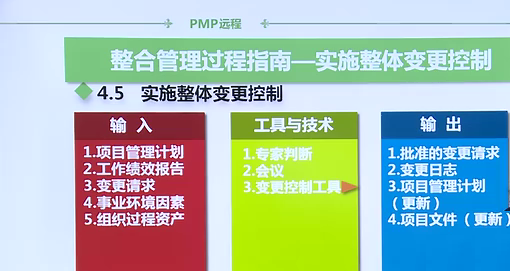 PMP远程
整合管理过程指南—实施整体变更控制
4.5 实施整体变更控制
输 入
1.项目管理计划
2.工作绩效报告
3.变更请求
4.事业环境因素
5.组织过程资产
工具与技术
1.专家判断
2.会议
3.变更控制工具
输 出
1.批准的变更请求
2.变更日志
3.项目管理计划
（更新）
4.项目文件（更新）